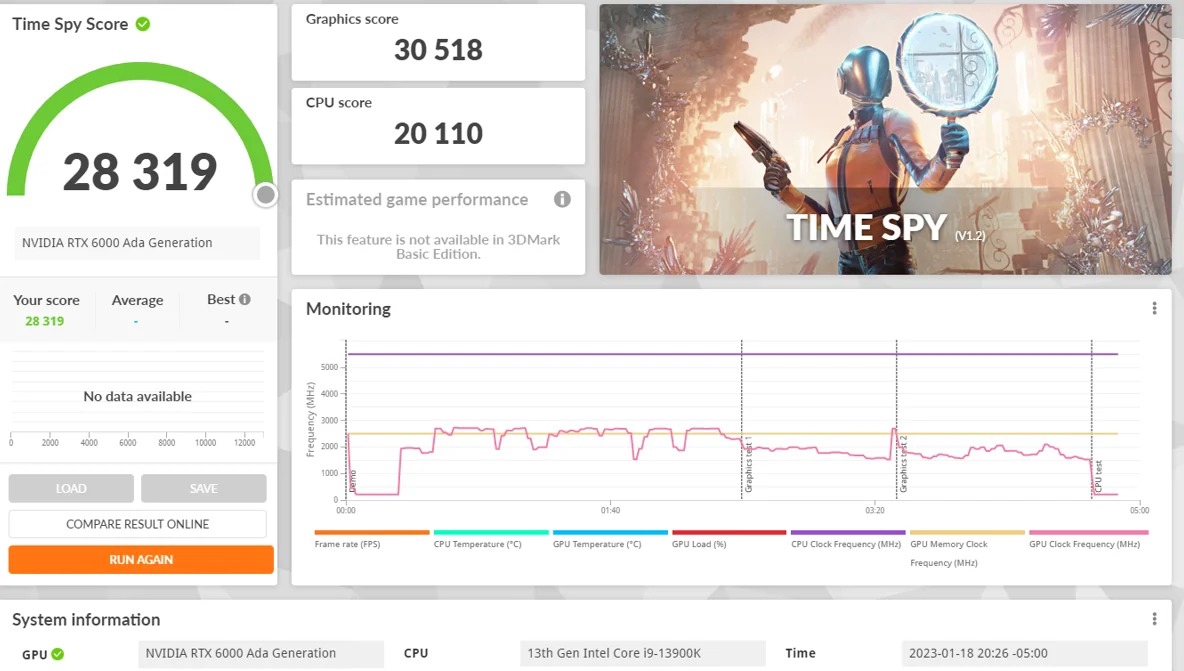 Time Spy Score
28 319
NVIDIA RTX 6000 Ada Generation
Your score
28 319
Average
-
Best
-
No data available
0 2000 4000 6000 8000 10000 12000
LOAD
SAVE
COMPARE RESULT ONLINE
RUN AGAIN
Graphics score
30 518
CPU score
20 110
Estimated game performance
This feature is not available in 3DMark
Basic Edition.
TIME SPY (V1.2)
Monitoring
Frequency (MHz)
5000
4000
3000
2000
1000
0
Demo
Graphics test 1
Graphics test 2
CPU test
00:00 01:40 03:20 05:00
Frame rate (FPS)
CPU Temperature (°C)
GPU Temperature (°C)
GPU Load (%)
CPU Clock Frequency (MHz)
GPU Memory Clock
Frequency (MHz)
GPU Clock Frequency (MHz)
System information
GPU NVIDIA RTX 6000 Ada Generation
CPU 13th Gen Intel Core i9-13900K
Time 2023-01-18 20:26 -05:00